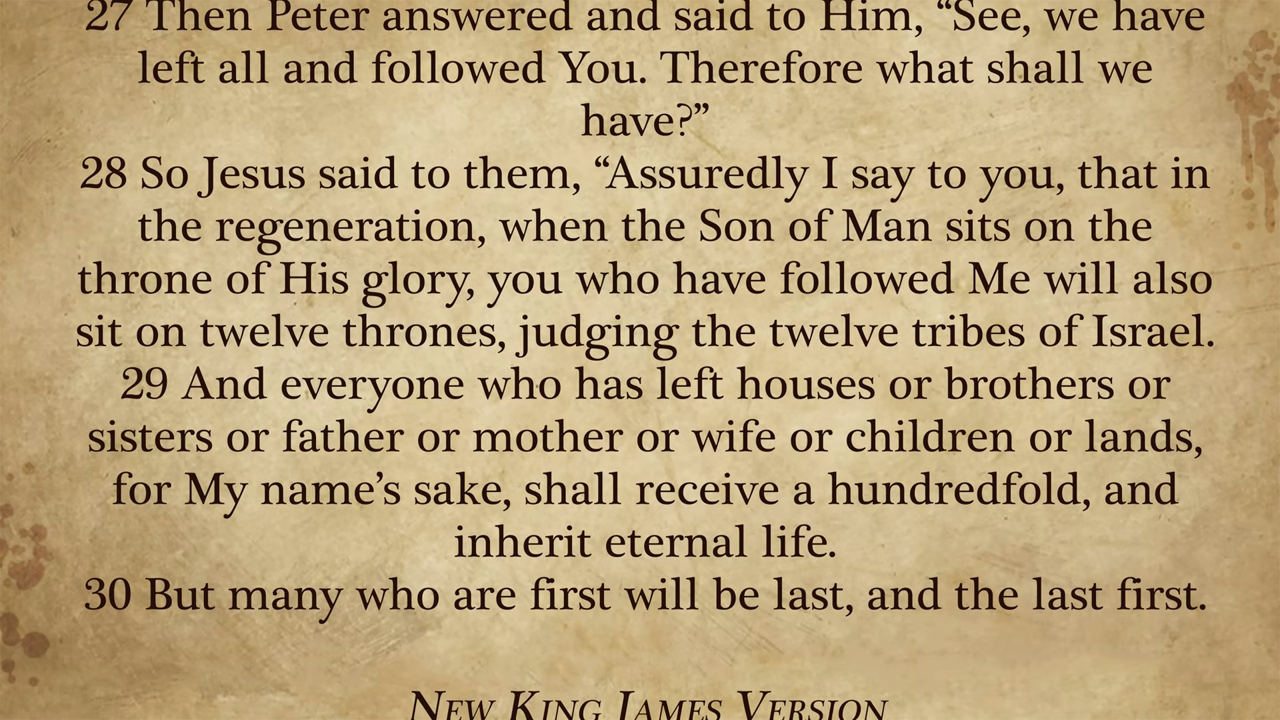 27 Then Peter answered and said to Him, “See, we have
left all and followed You. Therefore what shall we
have?”
28 So Jesus said to them, “Assuredly I say to you, that in
the regeneration, when the Son of Man sits on the
throne of His glory, you who have followed Me will also
sit on twelve thrones, judging the twelve tribes of Israel.
29 And everyone who has left houses or brothers or
sisters or father or mother or wife or children or lands,
for My name’s sake, shall receive a hundredfold, and
inherit eternal life.
30 But many who are first will be last, and the last first.
New King James Version